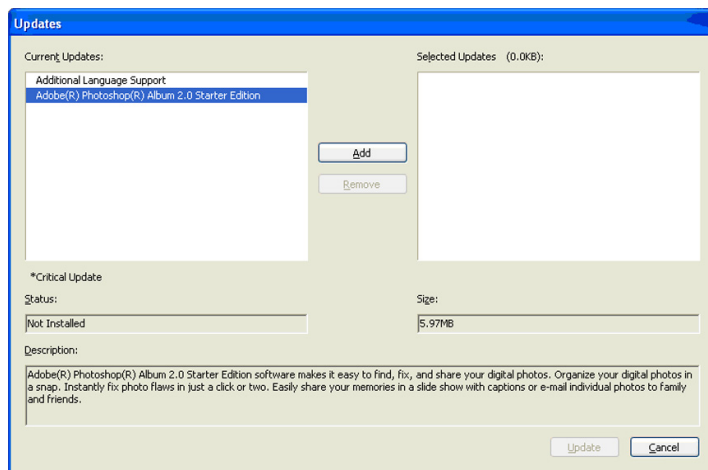 Updates
Current Updates:
Selected Updates (0.0KB):
Additional Language Support
Adobe(R) Photoshop(R) Album 2.0 Starter Edition
Add
Remove
*Critical Update
Status:
Size:
Not Installed
5.97MB
Description:
Adobe(R) Photoshop(R) Album 2.0 Starter Edition software makes it easy to find, fix, and share your digital photos. Organize your digital photos in
a snap. Instantly fix photo flaws in just a click or two. Easily share your memories in a slide show with captions or e-mail individual photos to family
and friends.
Update
Cancel